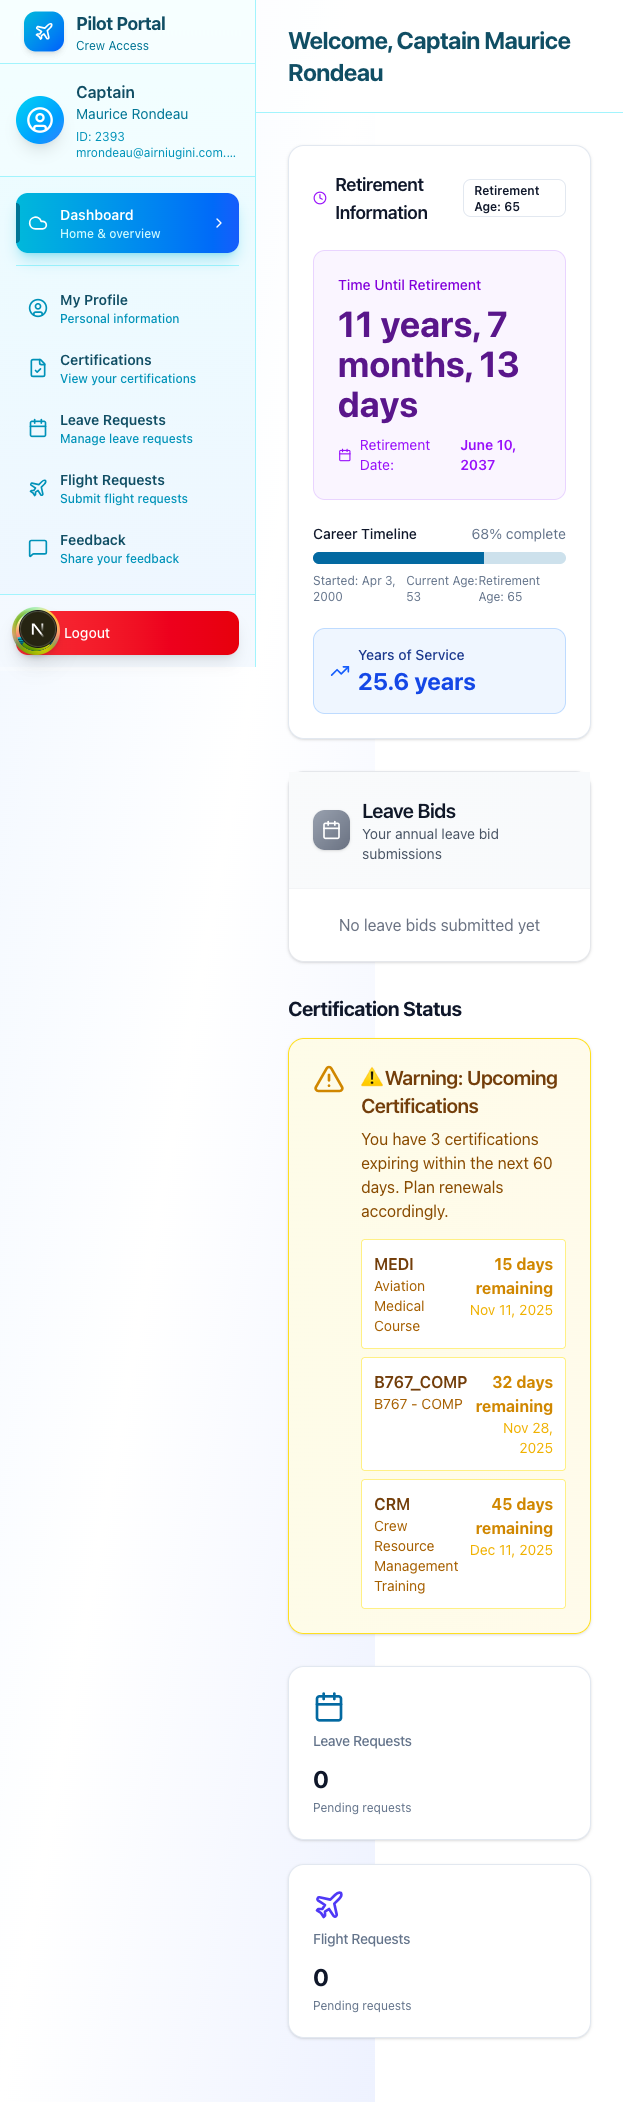 Pilot Portal
Crew Access
Captain
Maurice Rondeau
ID: 2393
mrondeau@airniugini.com....
Dashboard
Home & overview
My Profile
Personal information
Certifications
View your certifications
Leave Requests
Manage leave requests
Flight Requests
Submit flight requests
Feedback
Share your feedback
N
Logout
Welcome, Captain Maurice
Rondeau
Retirement
Information
Retirement
Age: 65
Time Until Retirement
11 years, 7
months, 13
days
Retirement
Date:
June 10,
2037
Career Timeline
68% complete
Started: Apr 3,
2000
Current Age:
53
Retirement
Age: 65
Years of Service
25.6 years
Leave Bids
Your annual leave bid
submissions
No leave bids submitted yet
Certification Status
⚠️ Warning: Upcoming
Certifications
You have 3 certifications
expiring within the next 60
days. Plan renewals
accordingly.
MEDI
Aviation
Medical
Course
15 days
remaining
Nov 11, 2025
B767_COMP
B767 - COMP
32 days
remaining
Nov 28,
2025
CRM
Crew
Resource
Management
Training
45 days
remaining
Dec 11, 2025
Leave Requests
0
Pending requests
Flight Requests
0
Pending requests